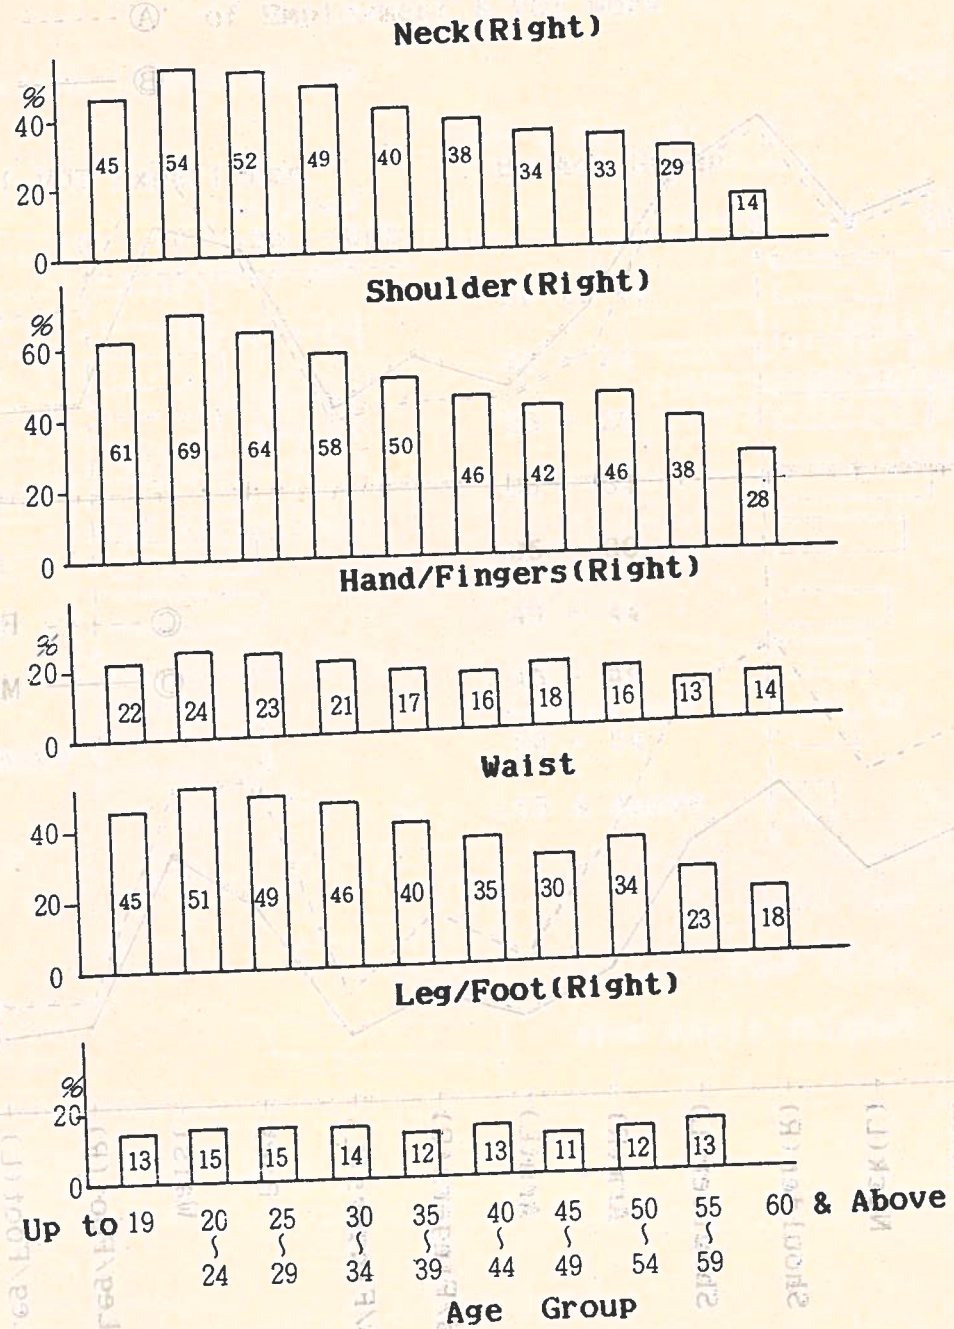 Neck(Right)
%
40
20
0
45 54 52 49 40 38 34 33 29 14
Shoulder(Right)
%
60
40
20
0
61 69 64 58 50 46 42 46 38 28
Hand/Fingers(Right)
%
20
0
22 24 23 21 17 16 18 16 13 14
Waist
40
20
0
45 51 49 46 40 35 30 34 23 18
Leg/Foot(Right)
%
20
0
13 15 15 14 12 13 11 12 13
Up to 19 20 25 30 35 40 45 50 55 60 & Above
~ ~ ~ ~ ~ ~ ~ ~
24 29 34 39 44 49 54 59
Age Group